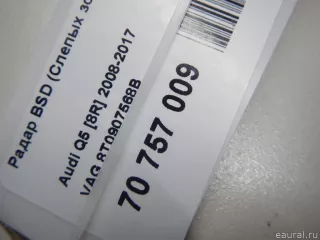 Радар BSD (Слепых зо
Audi Q5 [8R] 2008-2017
VAG 8T0907568B
70 757 009
eaural.ru